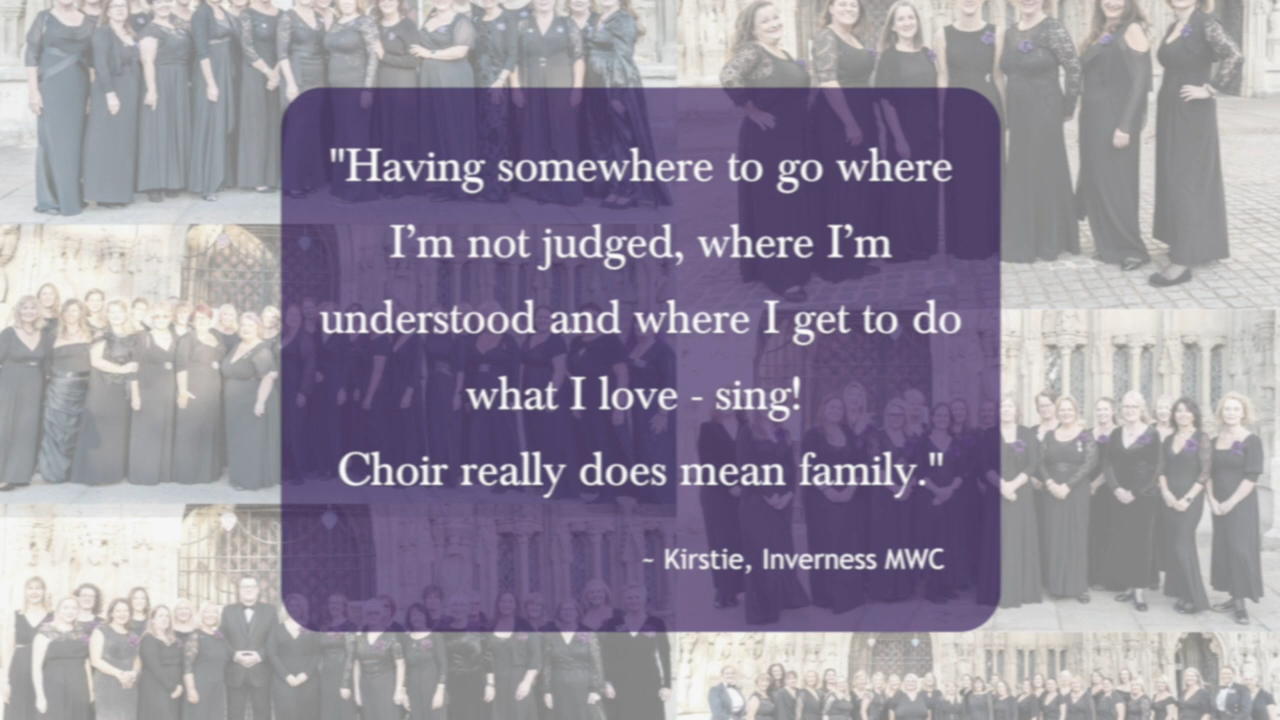 "Having somewhere to go where
I’m not judged, where I’m
understood and where I get to do
what I love - sing!
Choir really does mean family."
~ Kirstie, Inverness MWC